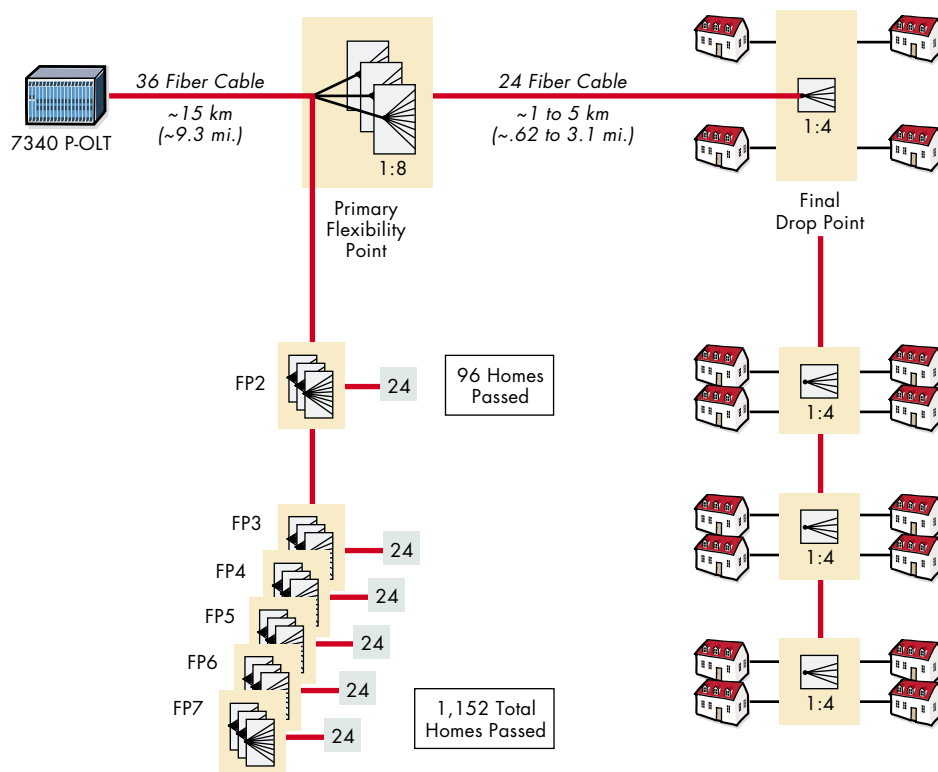 36 Fiber Cable
~15 km
(~9.3 mi.)
7340 P-OLT
1:8
Primary
Flexibility
Point
24 Fiber Cable
~1 to 5 km
(~.62 to 3.1 mi.)
1:4
Final
Drop Point
FP2
24
96 Homes
Passed
1:4
FP3
24
FP4
24
FP5
24
FP6
24
FP7
24
1,152 Total
Homes Passed
1:4
1:4